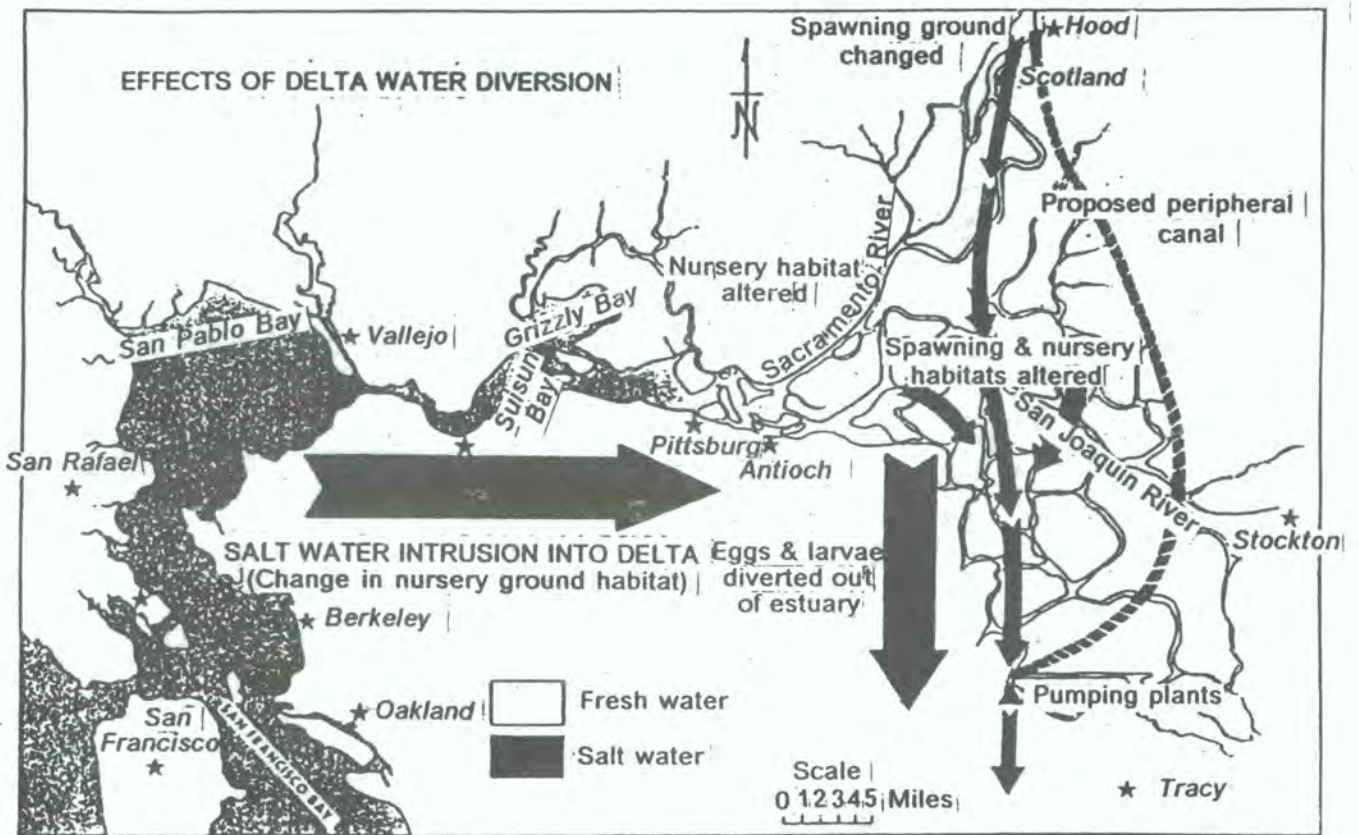 EFFECTS OF DELTA WATER DIVERSION
Spawning ground
changed
Hood
Scotland
N
Proposed peripheral
canal
Nursery habitat
altered
Sacramento River
San Pablo Bay
Vallejo
Grizzly Bay
Suisun
Bay
Spawning & nursery
habitats altered
San Joaquin River
Pittsburg
Antioch
San Rafael
Stockton
SALT WATER INTRUSION INTO DELTA
(Change in nursery ground habitat)
Eggs & larvae
diverted out
of estuary
Berkeley
Fresh water
Salt water
Oakland
San
Francisco
SAN FRANCISCO BAY
Pumping plants
Scale
0 1 2 3 4 5 Miles
Tracy